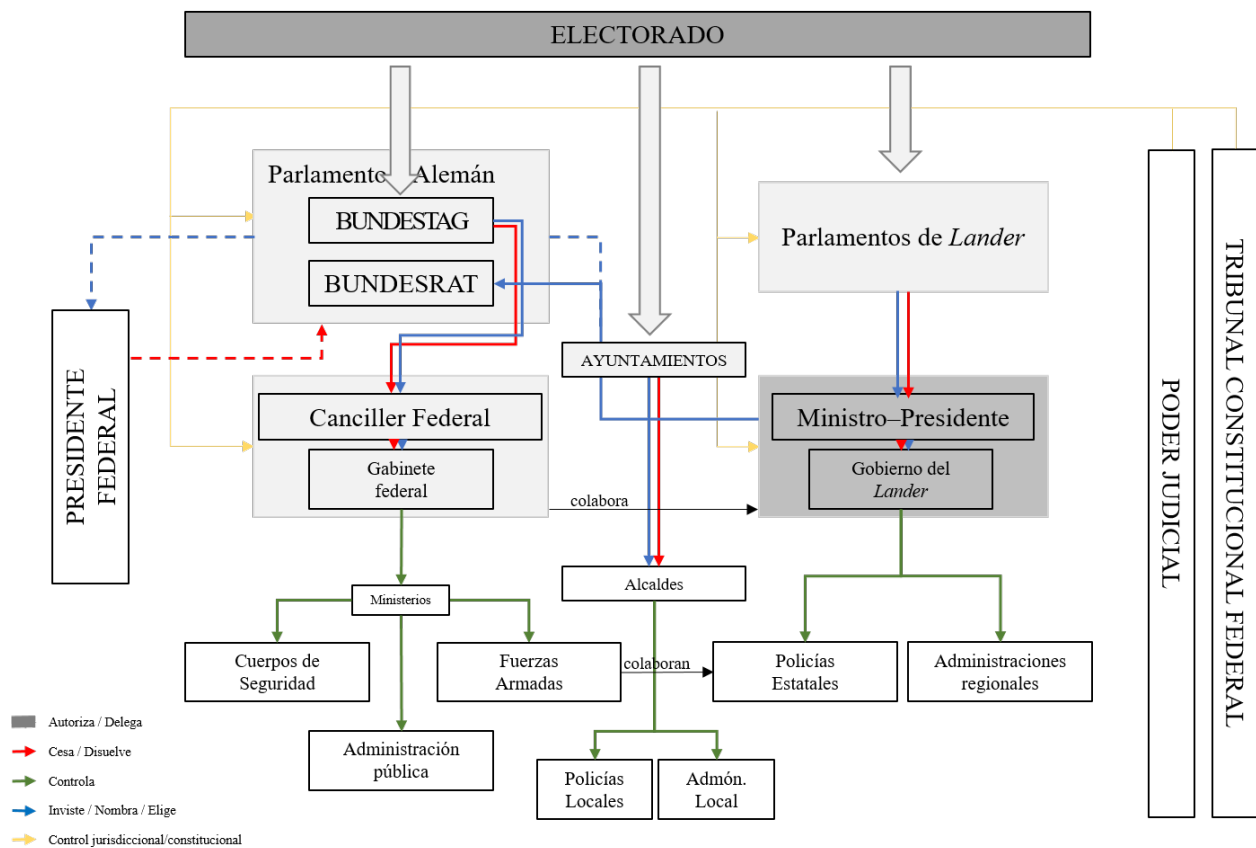 ELECTORADO
Parlamento Alemán
BUNDESTAG
BUNDESRAT
Parlamentos de Lander
PRESIDENTE
FEDERAL
AYUNTAMIENTOS
Canciller Federal
Gabinete
federal
Ministro–Presidente
Gobierno del
Lander
colabora
PODER JUDICIAL
TRIBUNAL CONSTITUCIONAL FEDERAL
Ministerios
Alcaldes
Cuerpos de
Seguridad
Fuerzas
Armadas
colaboran
Policías
Estatales
Administraciones
regionales
Administración
pública
Policías
Locales
Admón.
Local
Autoriza / Delega
Cesa / Disuelve
Controla
Inviste / Nombra / Elige
Control jurisdiccional/constitucional